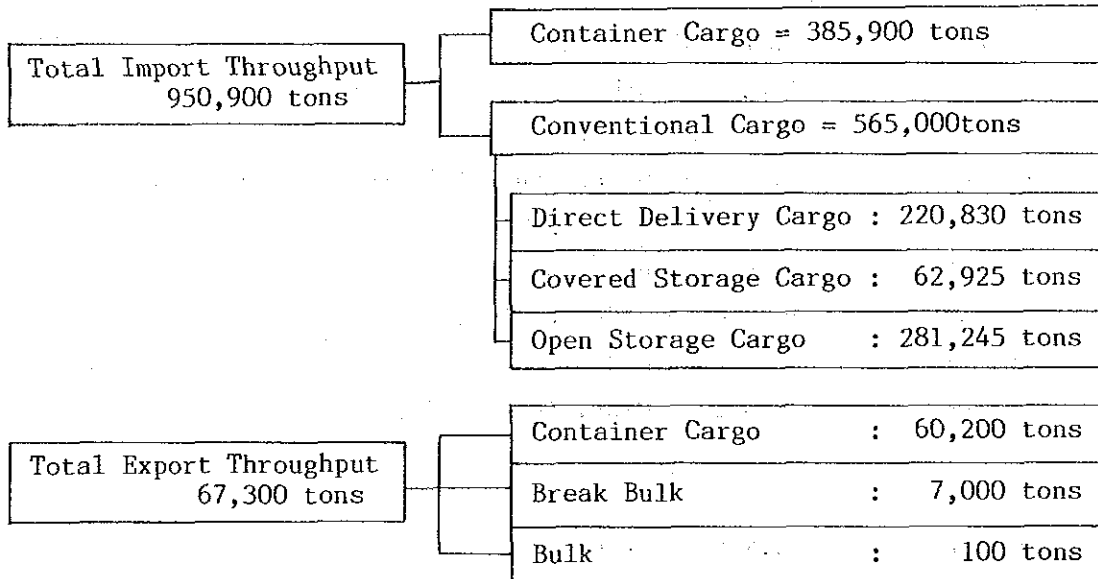 Container Cargo = 385,900 tons
Total Import Throughput
950,900 tons
Conventional Cargo = 565,000tons
Direct Delivery Cargo : 220,830 tons
Covered Storage Cargo : 62,925 tons
Open Storage Cargo : 281,245 tons
Container Cargo : 60,200 tons
Total Export Throughput
67,300 tons
Break Bulk : 7,000 tons
Bulk : 100 tons